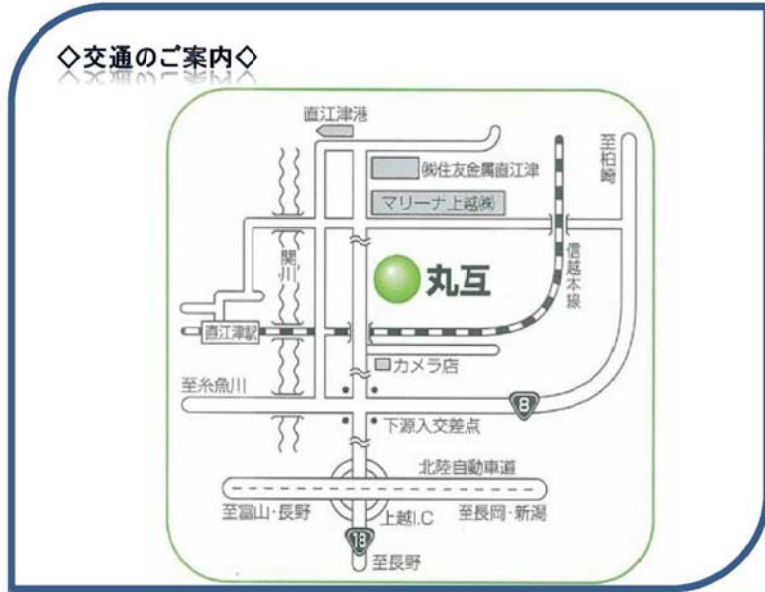 ◇交通のご案内◇
直江津港
㈱住友金属直江津
至柏崎
マリーナ上越㈱
関川
信越本線
丸互
直江津駅
カメラ店
至糸魚川
8
下源入交差点
北陸自動車道
至富山・長野
上越I.C
至長岡・新潟
18
至長野